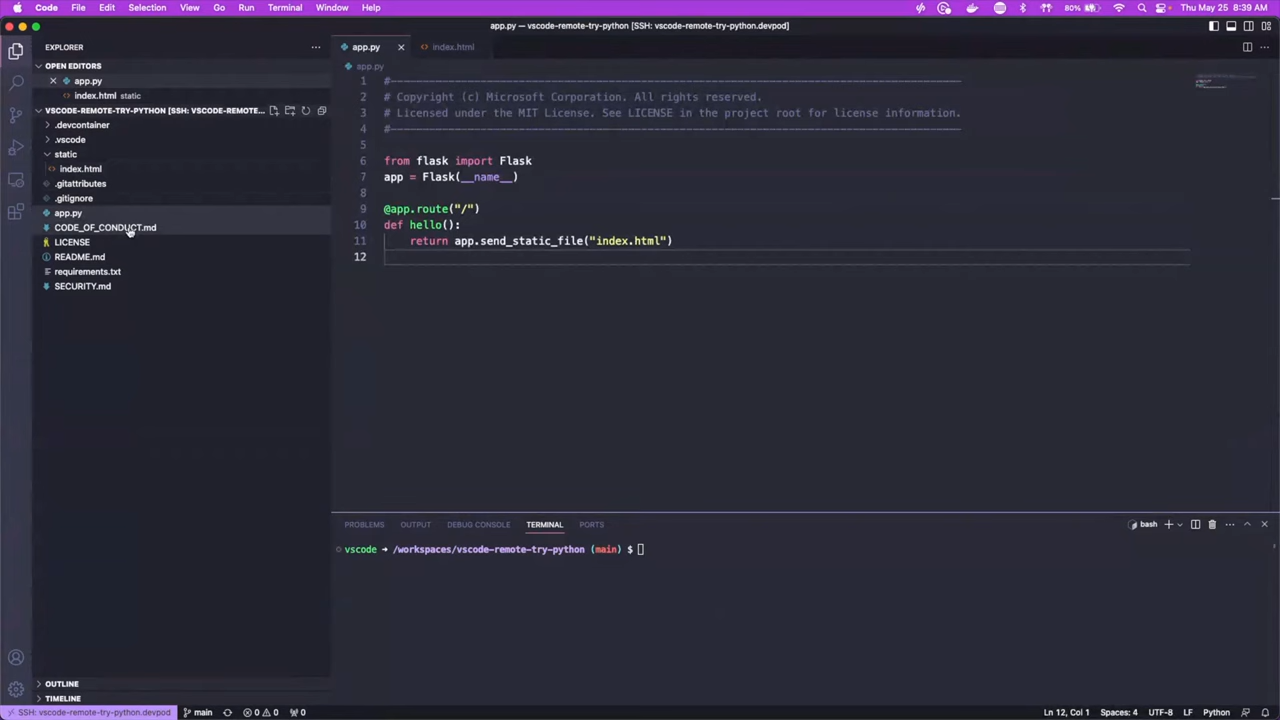 Code File Edit Selection View Go Run Terminal Window Help 80% Thu May 25 8:39 AM
app.py — vscode-remote-try-python [SSH: vscode-remote-try-python.devpod]
EXPLORER
OPEN EDITORS
app.py
index.html static
VSCODE-REMOTE-TRY-PYTHON [SSH: VSCODE-REMOTE...
.devcontainer
.vscode
static
index.html
.gitattributes
.gitignore
app.py
CODE_OF_CONDUCT.md
LICENSE
README.md
requirements.txt
SECURITY.md
OUTLINE
TIMELINE
app.py index.html
app.py
1 #-----------------------------------------------------------------------------------------
2 # Copyright (c) Microsoft Corporation. All rights reserved.
3 # Licensed under the MIT License. See LICENSE in the project root for license information.
4 #-----------------------------------------------------------------------------------------
5
6 from flask import Flask
7 app = Flask(__name__)
8
9 @app.route("/")
10 def hello():
11 return app.send_static_file("index.html")
12
PROBLEMS OUTPUT DEBUG CONSOLE TERMINAL PORTS bash
vscode ➜ /workspaces/vscode-remote-try-python (main) $
SSH: vscode-remote-try-python.devpod main 0 0 0 Ln 12, Col 1 Spaces: 4 UTF-8 LF Python